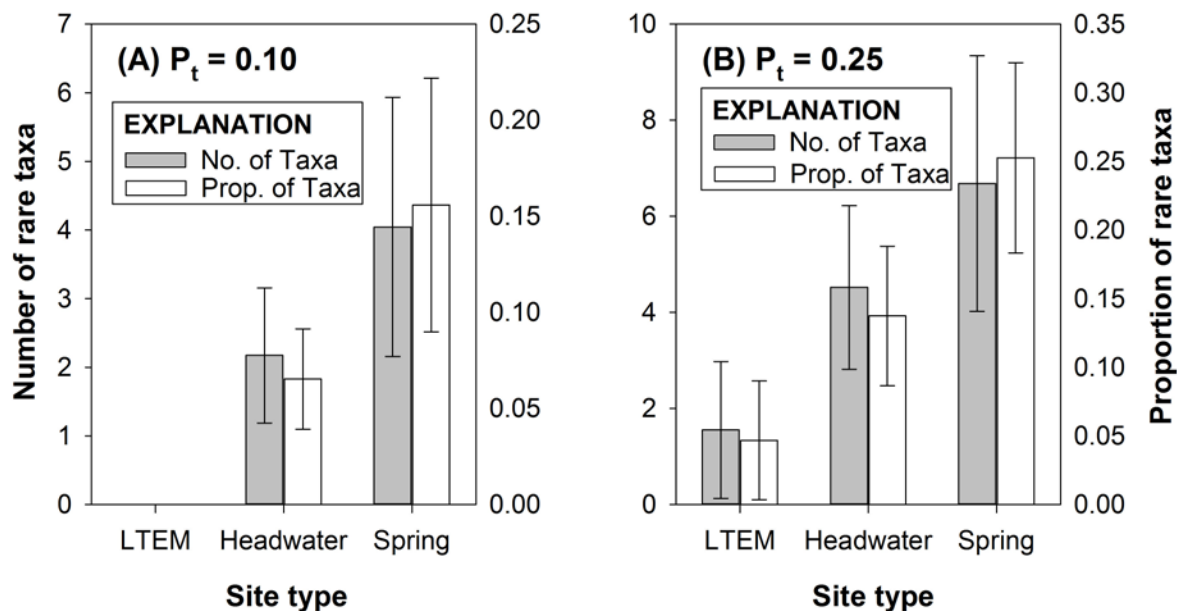 (A) Pt = 0.10
EXPLANATION
No. of Taxa
Prop. of Taxa
Number of rare taxa
7
6
5
4
3
2
1
0
0.25
0.20
0.15
0.10
0.05
0.00
LTEM Headwater Spring
Site type
(B) Pt = 0.25
EXPLANATION
No. of Taxa
Prop. of Taxa
10
8
6
4
2
0
0.35
0.30
0.25
0.20
0.15
0.10
0.05
0.00
Proportion of rare taxa
LTEM Headwater Spring
Site type